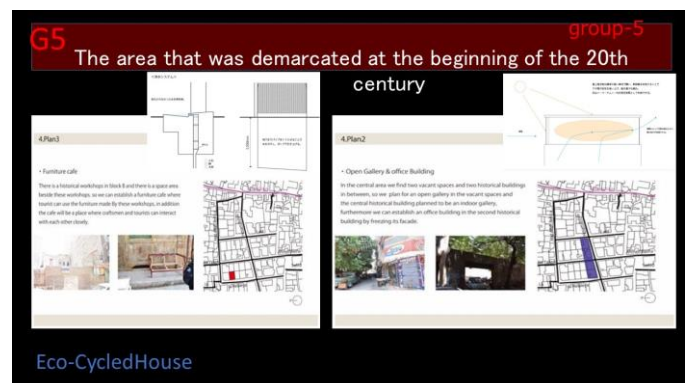 G5
group-5
The area that was demarcated at the beginning of the 20th
century
4.Plan3
・Furniture cafe
There is a historical workshops in block B and there is a space area
beside these workshops, so we can establish a furniture cafe where
tourist can use the furniture made by these workshops, in addition
the cafe will be a place where craftsmen and tourists can interact
with each other closely.
4.Plan2
・Open Gallery & office Building
In the central area we find two vacant spaces and two historical buildings
in between, so we plan for an open gallery in the vacant spaces and
the central historical building planned to be an indoor gallery,
furthermore we can establish an office building in the second historical
building by freezing its facade.
Eco-CycledHouse